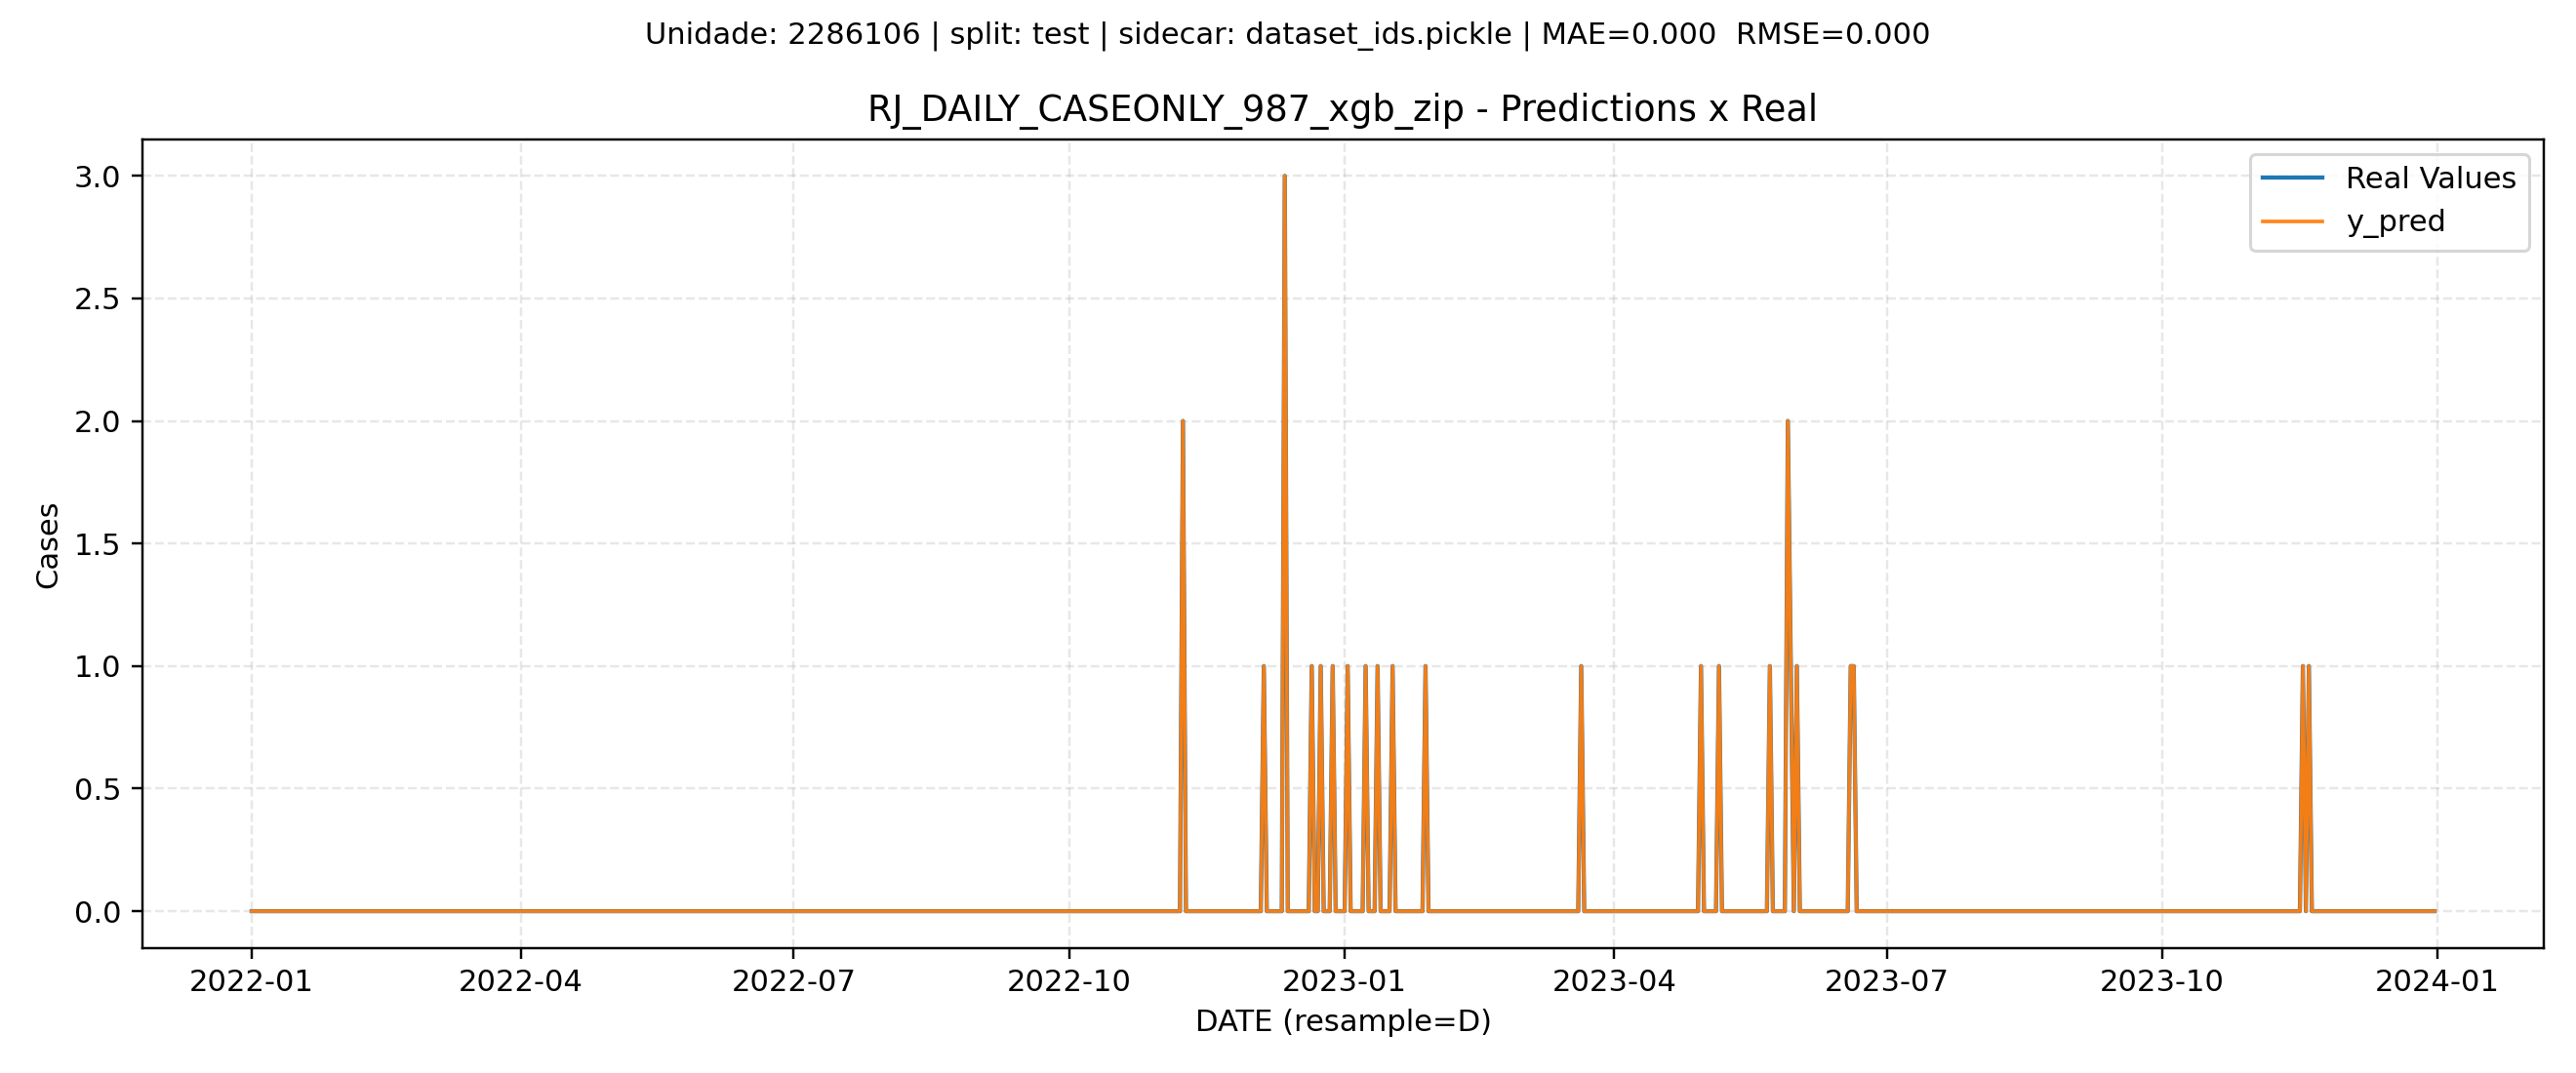 Unidade: 2286106 | split: test | sidecar: dataset_ids.pickle | MAE=0.000  RMSE=0.000
RJ_DAILY_CASEONLY_987_xgb_zip - Predictions x Real
Real Values
y_pred
3.0
2.5
2.0
1.5
1.0
0.5
0.0
Cases
2022-01 2022-04 2022-07 2022-10 2023-01 2023-04 2023-07 2023-10 2024-01
DATE (resample=D)